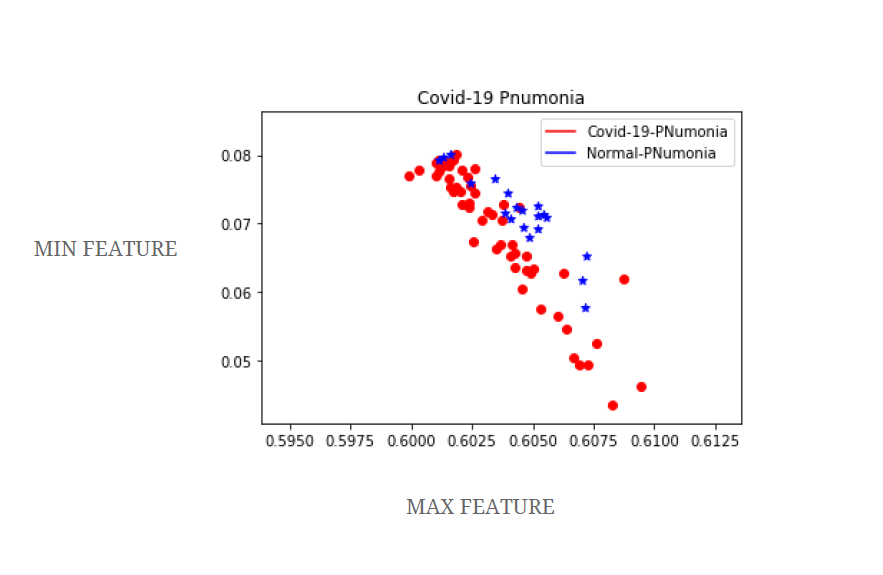 Covid-19 Pnumonia
Covid-19-PNumonia
Normal-PNumonia
0.08
0.07
MIN FEATURE
0.06
0.05
0.5950 0.5975 0.6000 0.6025 0.6050 0.6075 0.6100 0.6125
MAX FEATURE